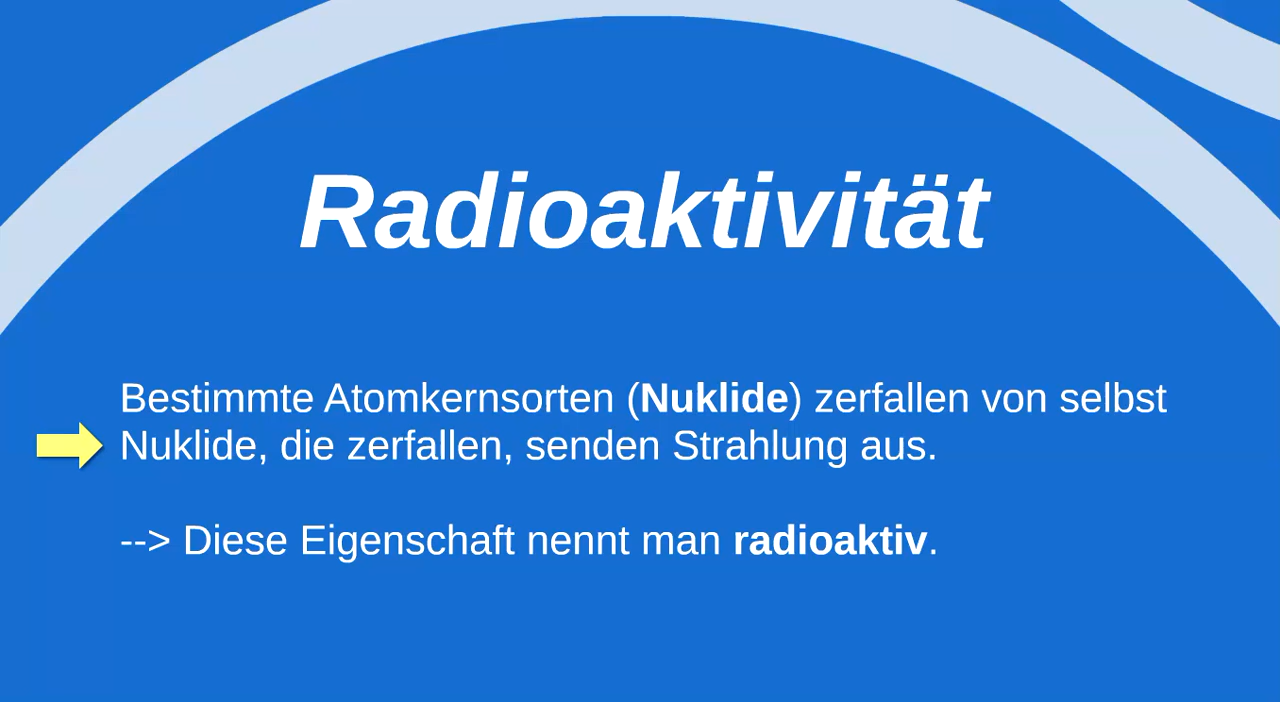 Radioaktivität
Bestimmte Atomkernsorten (Nuklide) zerfallen von selbst
Nuklide, die zerfallen, senden Strahlung aus.
--> Diese Eigenschaft nennt man radioaktiv.